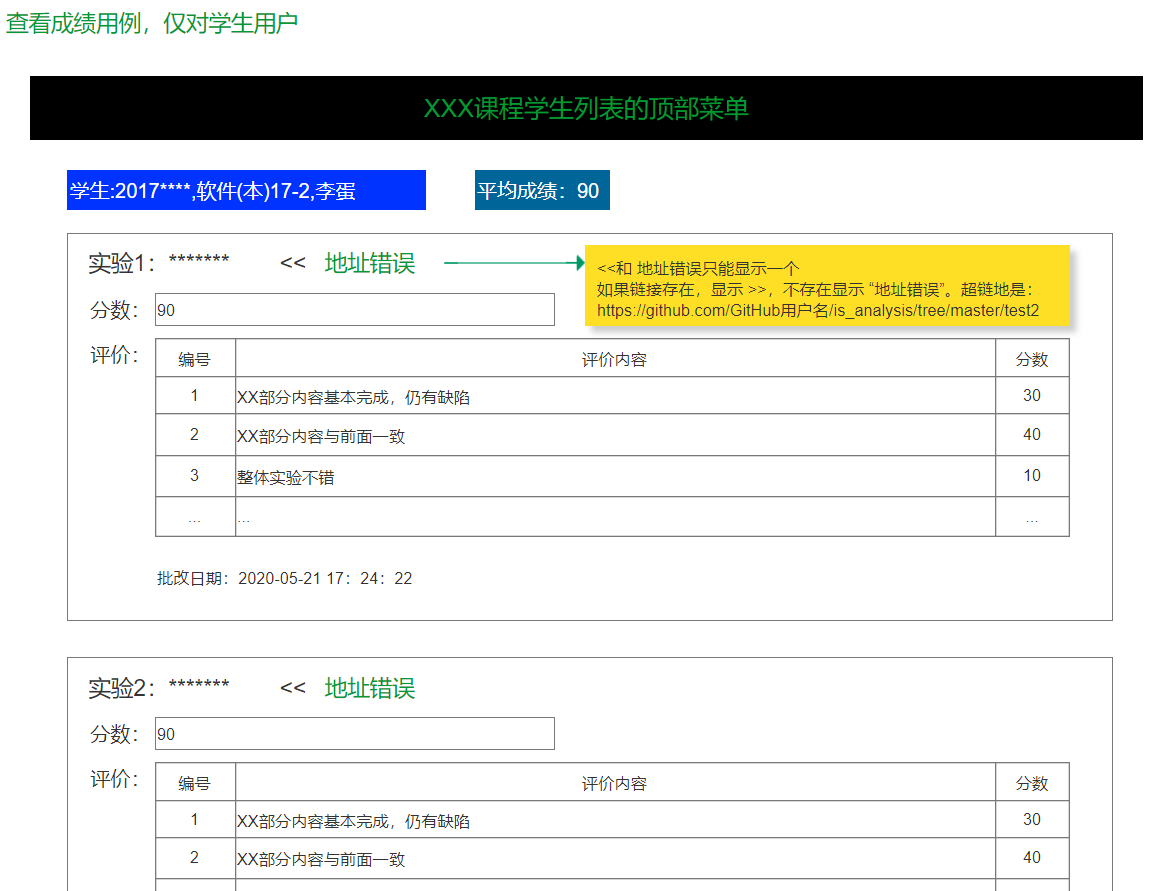 查看成绩用例，仅对学生用户
XXX课程学生列表的顶部菜单
学生:2017****,软件(本)17-2,李蛋 平均成绩：90
实验1：******* << 地址错误
<<和 地址错误只能显示一个
如果链接存在，显示 >>，不存在显示 “地址错误”。超链地是：
https://github.com/GitHub用户名/is_analysis/tree/master/test2
分数： 90
评价： 编号 评价内容 分数
1 XX部分内容基本完成，仍有缺陷 30
2 XX部分内容与前面一致 40
3 整体实验不错 10
... ... ...
批改日期：2020-05-21 17：24：22
实验2：******* << 地址错误
分数： 90
评价： 编号 评价内容 分数
1 XX部分内容基本完成，仍有缺陷 30
2 XX部分内容与前面一致 40